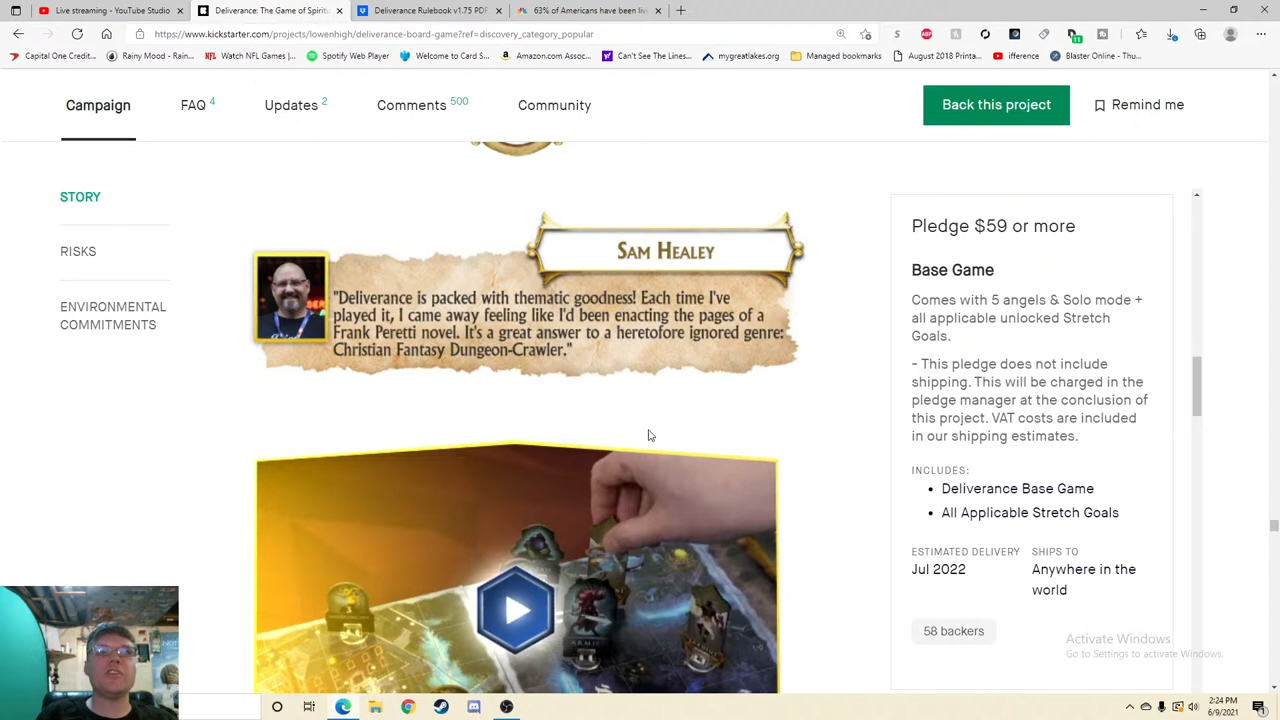 Live streaming - YouTube Studio
Deliverance: The Game of Spirit
Deliverance Rulebook v1.75 PDF
63% of Americans have been liv
https://www.kickstarter.com/projects/lowenhigh/deliverance-board-game?ref=discovery_category_popular
Capital One Credit...
Rainy Mood - Rain...
Watch NFL Games |...
Spotify Web Player...
Welcome to Card S...
Amazon.com Assoc...
Can't See The Limits...
mygreatlakes.org
Managed bookmarks
August 2018 Printa...
ifference
Blaster Online - Thu...
Campaign
FAQ 4
Updates 2
Comments 500
Community
Back this project
Remind me
STORY
RISKS
ENVIRONMENTAL
COMMITMENTS
SAM HEALEY
"Deliverance is packed with thematic goodness! Each time I've
played it, I came away feeling like I'd been enacting the pages of a
Frank Peretti novel. It's a great answer to a heretofore ignored genre:
Christian Fantasy Dungeon-Crawler."
Pledge $59 or more
Base Game
Comes with 5 angels & Solo mode +
all applicable unlocked Stretch
Goals.
- This pledge does not include
shipping. This will be charged in the
pledge manager at the conclusion of
this project. VAT costs are included
in our shipping estimates.
INCLUDES:
• Deliverance Base Game
• All Applicable Stretch Goals
ESTIMATED DELIVERY
Jul 2022
SHIPS TO
Anywhere in the
world
58 backers
Activate Windows
Go to Settings to activate Windows.
2:24 PM
6/9/2021